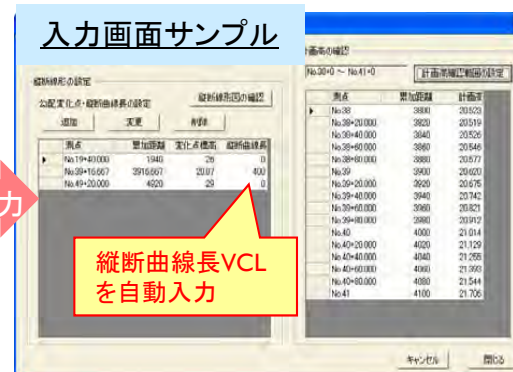 入力画面サンプル
力
縦断線形の設定
勾配変化点・縦断曲線長の設定
縦断線形図の確認
追加 変更 削除
測点 累加距離 変化点標高 縦断曲線長
No.19+40.000 1940 26 0
No.39+16.667 3916.667 20.07 400
No.49+20.000 4920 29 0
縦断曲線長VCL
を自動入力
計画高の確認
No.38+0 ～ No.41+0 計画高確認範囲の設定
測点 累加距離 計画高
No.38 3800 20.523
No.38+20.000 3820 20.519
No.38+40.000 3840 20.526
No.38+60.000 3860 20.546
No.38+80.000 3880 20.577
No.39 3900 20.620
No.39+20.000 3920 20.675
No.39+40.000 3940 20.742
No.39+60.000 3960 20.821
No.39+80.000 3980 20.912
No.40 4000 21.014
No.40+20.000 4020 21.129
No.40+40.000 4040 21.255
No.40+60.000 4060 21.393
No.40+80.000 4080 21.544
No.41 4100 21.706
キャンセル 閉じる